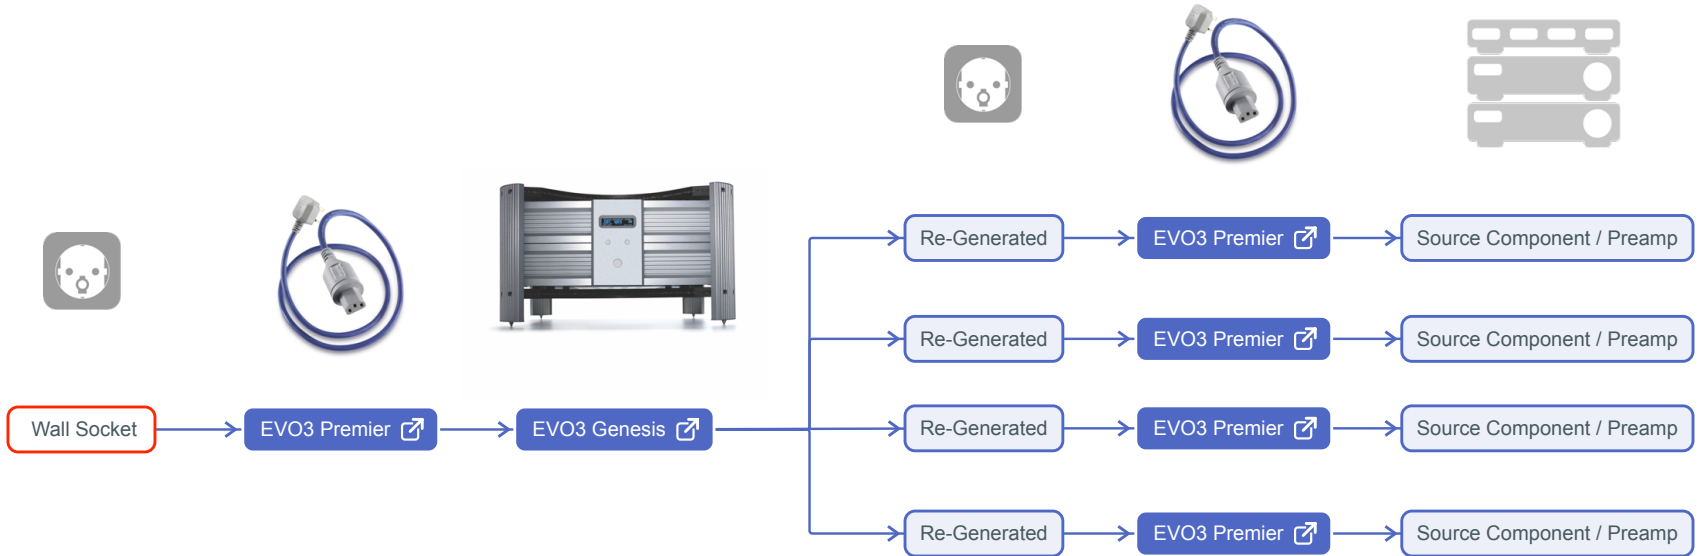 Re-Generated
EVO3 Premier
Source Component / Preamp
Re-Generated
EVO3 Premier
Source Component / Preamp
Wall Socket
EVO3 Premier
EVO3 Genesis
Re-Generated
EVO3 Premier
Source Component / Preamp
Re-Generated
EVO3 Premier
Source Component / Preamp